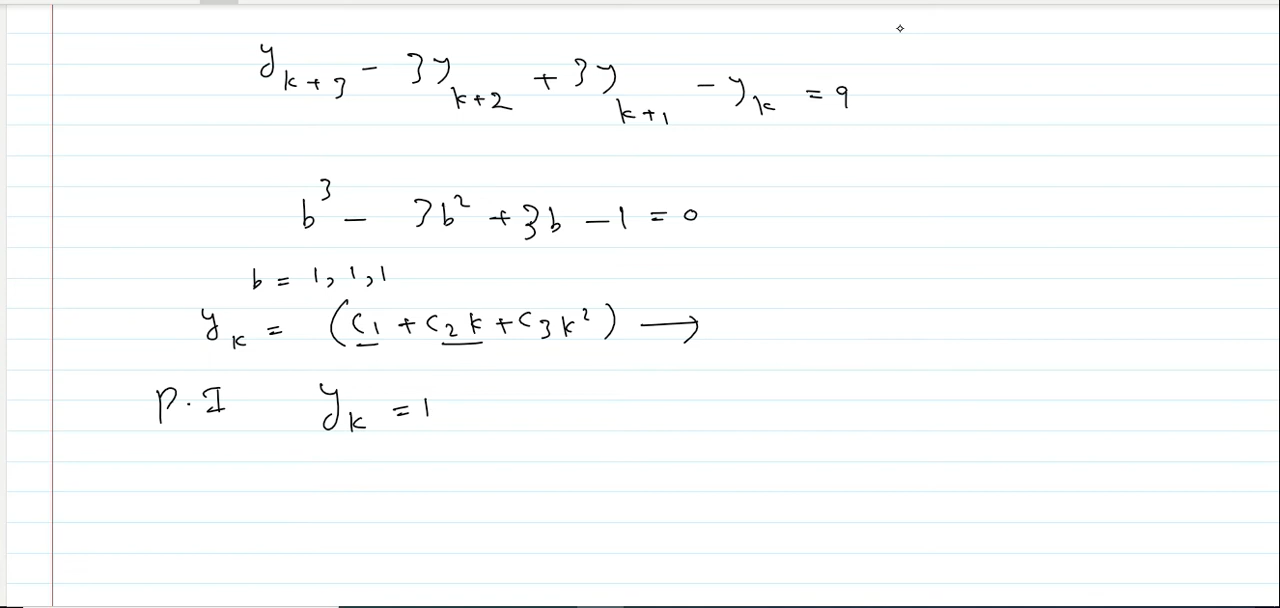 y_{k+3} - 3y_{k+2} + 3y_{k+1} - y_k = 9
b^3 - 3b^2 + 3b - 1 = 0
b = 1, 1, 1
y_k = (c_1 + c_2 k + c_3 k^2) →
P.I y_k = 1